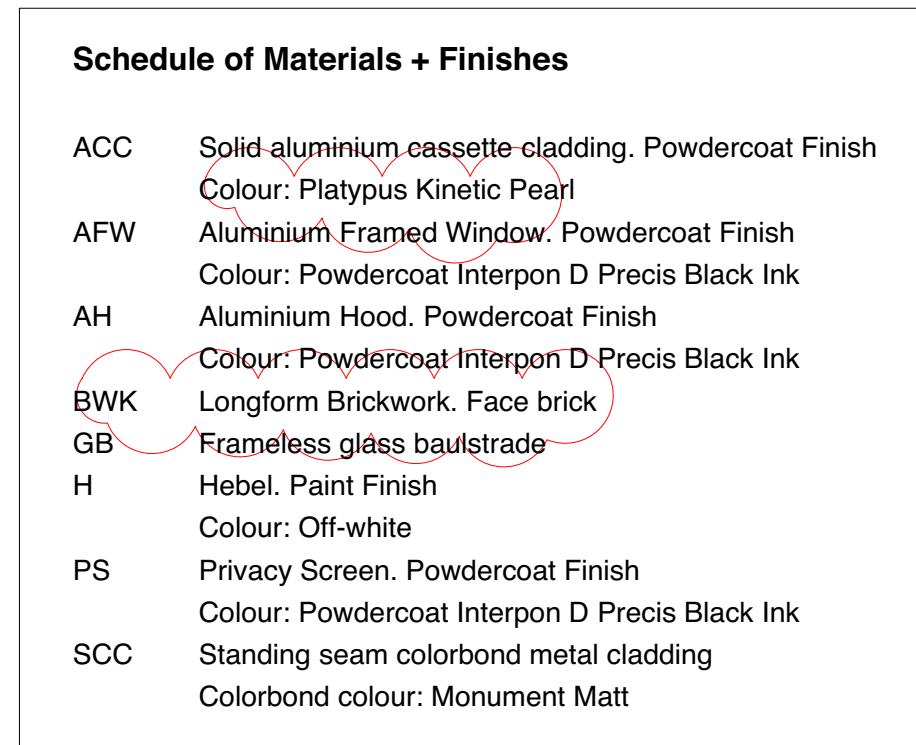 Schedule of Materials + Finishes
ACC Solid aluminium cassette cladding. Powdercoat Finish
Colour: Platypus Kinetic Pearl
AFW Aluminium Framed Window. Powdercoat Finish
Colour: Powdercoat Interpon D Precis Black Ink
AH Aluminium Hood. Powdercoat Finish
Colour: Powdercoat Interpon D Precis Black Ink
BWK Longform Brickwork. Face brick
GB Frameless glass baulstrade
H Hebel. Paint Finish
Colour: Off-white
PS Privacy Screen. Powdercoat Finish
Colour: Powdercoat Interpon D Precis Black Ink
SCC Standing seam colorbond metal cladding
Colorbond colour: Monument Matt